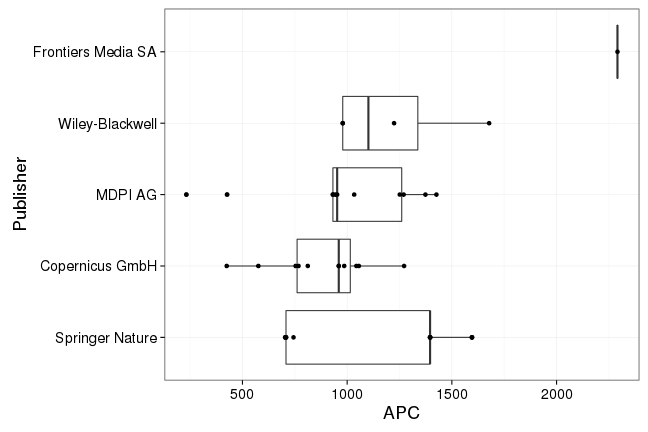 Frontiers Media SA
Wiley-Blackwell
MDPI AG
Copernicus GmbH
Springer Nature
Publisher
500 1000 1500 2000
APC